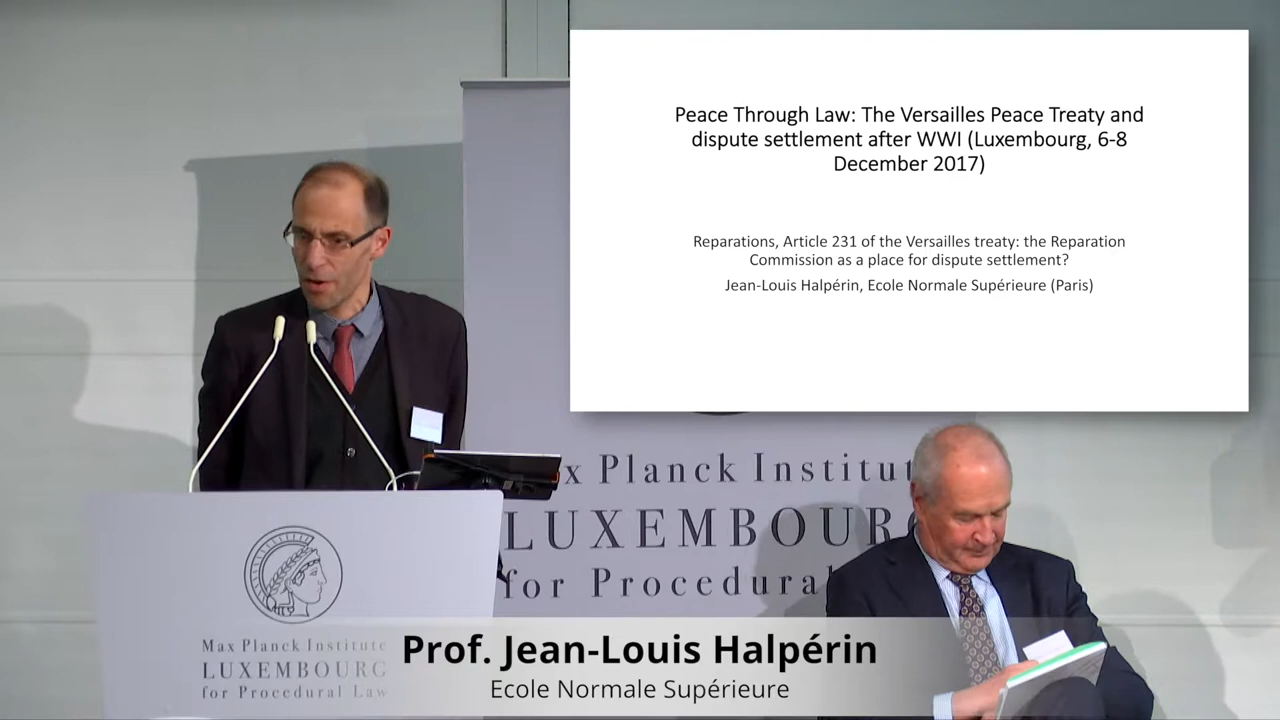 Peace Through Law: The Versailles Peace Treaty and
dispute settlement after WWI (Luxembourg, 6-8
December 2017)
Reparations, Article 231 of the Versailles treaty: the Reparation
Commission as a place for dispute settlement?
Jean-Louis Halpérin, Ecole Normale Supérieure (Paris)
x Planck Institut
LUXEMBOURG
for Procedural
Max Planck Institute
LUXEMBOURG
for Procedural Law
Prof. Jean-Louis Halpérin
Ecole Normale Supérieure